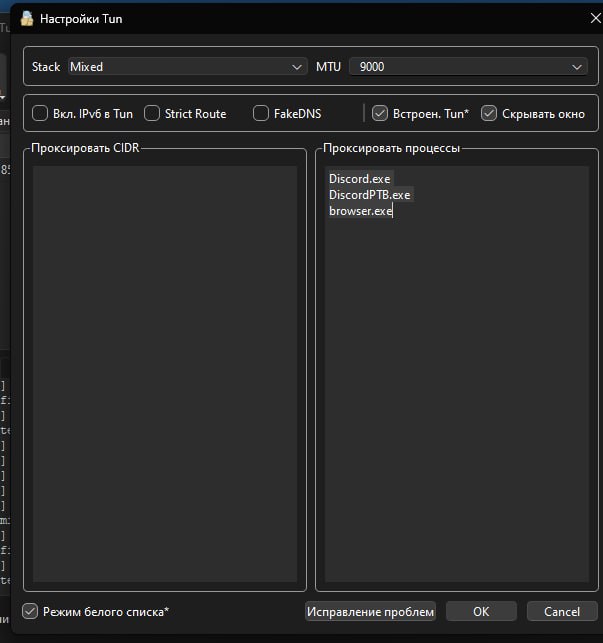 Настройки Tun
Stack Mixed MTU 9000
Вкл. IPv6 в Tun Strict Route FakeDNS Встроен. Tun* Скрывать окно
Проксировать CIDR
Проксировать процессы
Discord.exe
DiscordPTB.exe
browser.exe
Режим белого списка* Исправление проблем OK Cancel